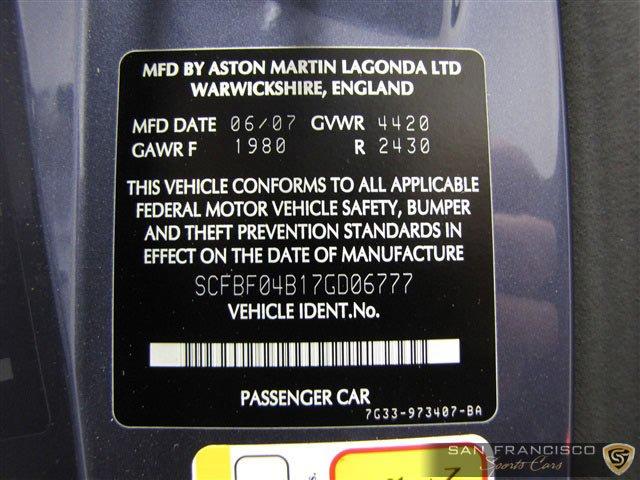 MFD BY ASTON MARTIN LAGONDA LTD
WARWICKSHIRE, ENGLAND
MFD DATE 06/07 GVWR 4420
GAWR F 1980 R 2430
THIS VEHICLE CONFORMS TO ALL APPLICABLE
FEDERAL MOTOR VEHICLE SAFETY, BUMPER
AND THEFT PREVENTION STANDARDS IN
EFFECT ON THE DATE OF MANUFACTURE
SCFBF04B17GD06777
VEHICLE IDENT.No.
PASSENGER CAR
7G33-973407-BA
SAN FRANCISCO
Sports Cars